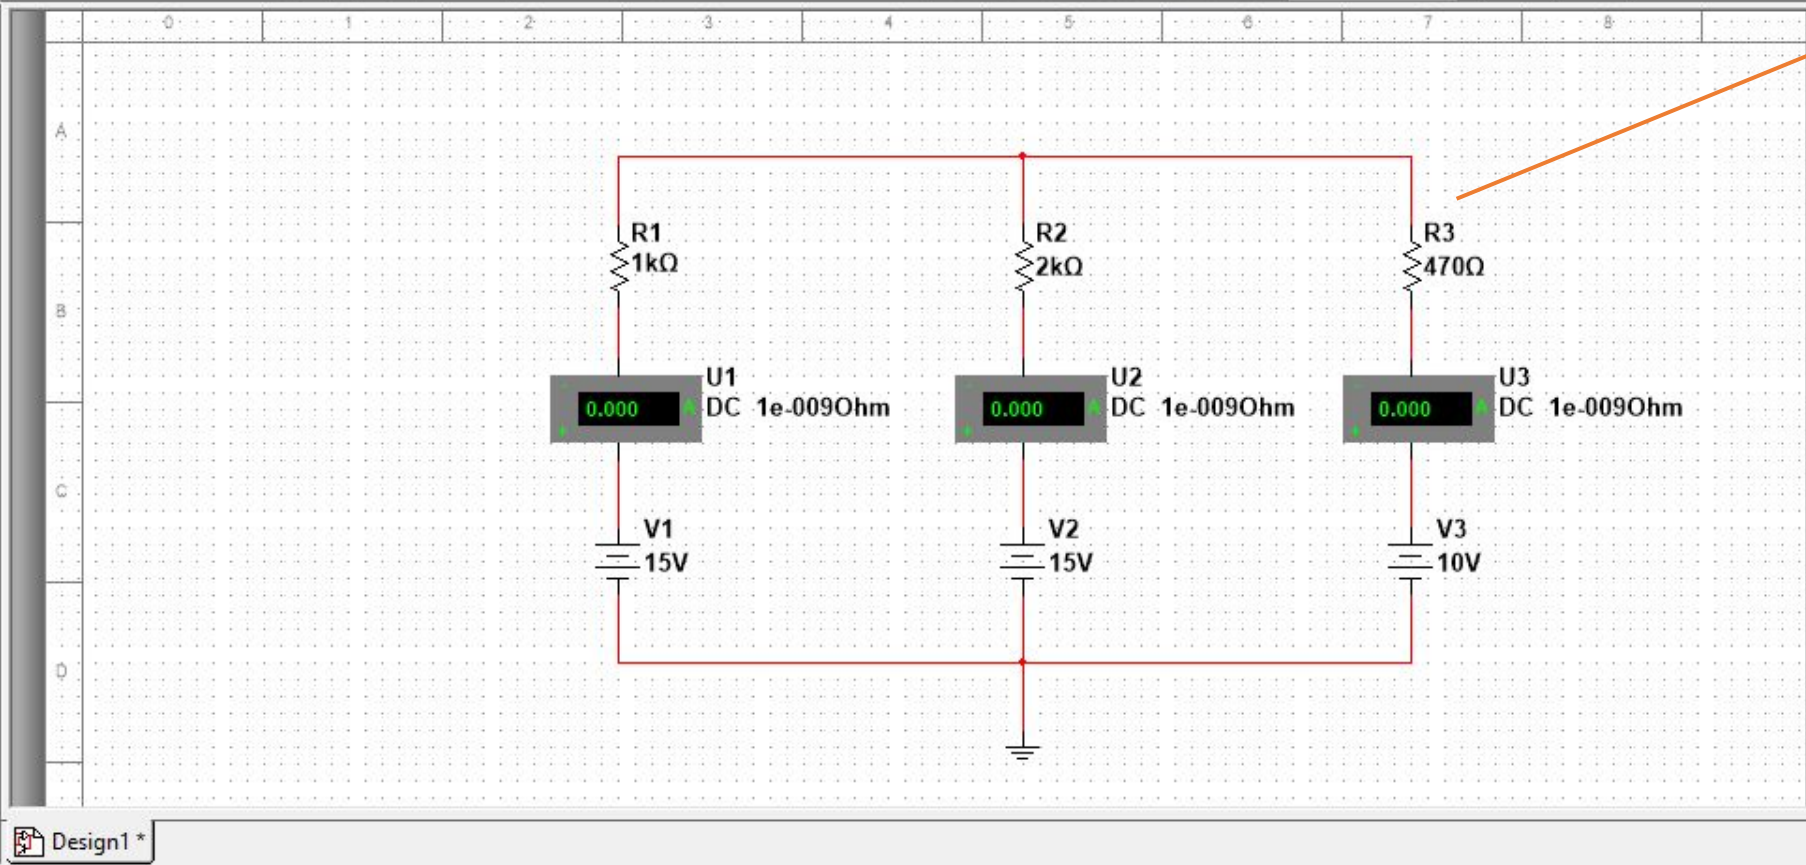 0 1 2 3 4 5 6 7 8
A
R1 R2 R3
1kΩ 2kΩ 470Ω
B
U1 U2 U3
0.000 A DC 1e-009Ohm 0.000 A DC 1e-009Ohm 0.000 A DC 1e-009Ohm
+ + +
C
V1 V2 V3
15V 15V 10V
D
Design1 *